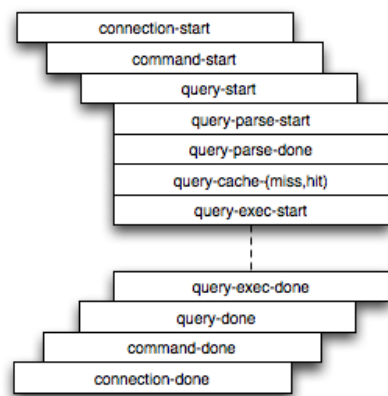 connection-start
command-start
query-start
query-parse-start
query-parse-done
query-cache-{miss,hit)
query-exec-start
query-exec-done
query-done
command-done
connection-done